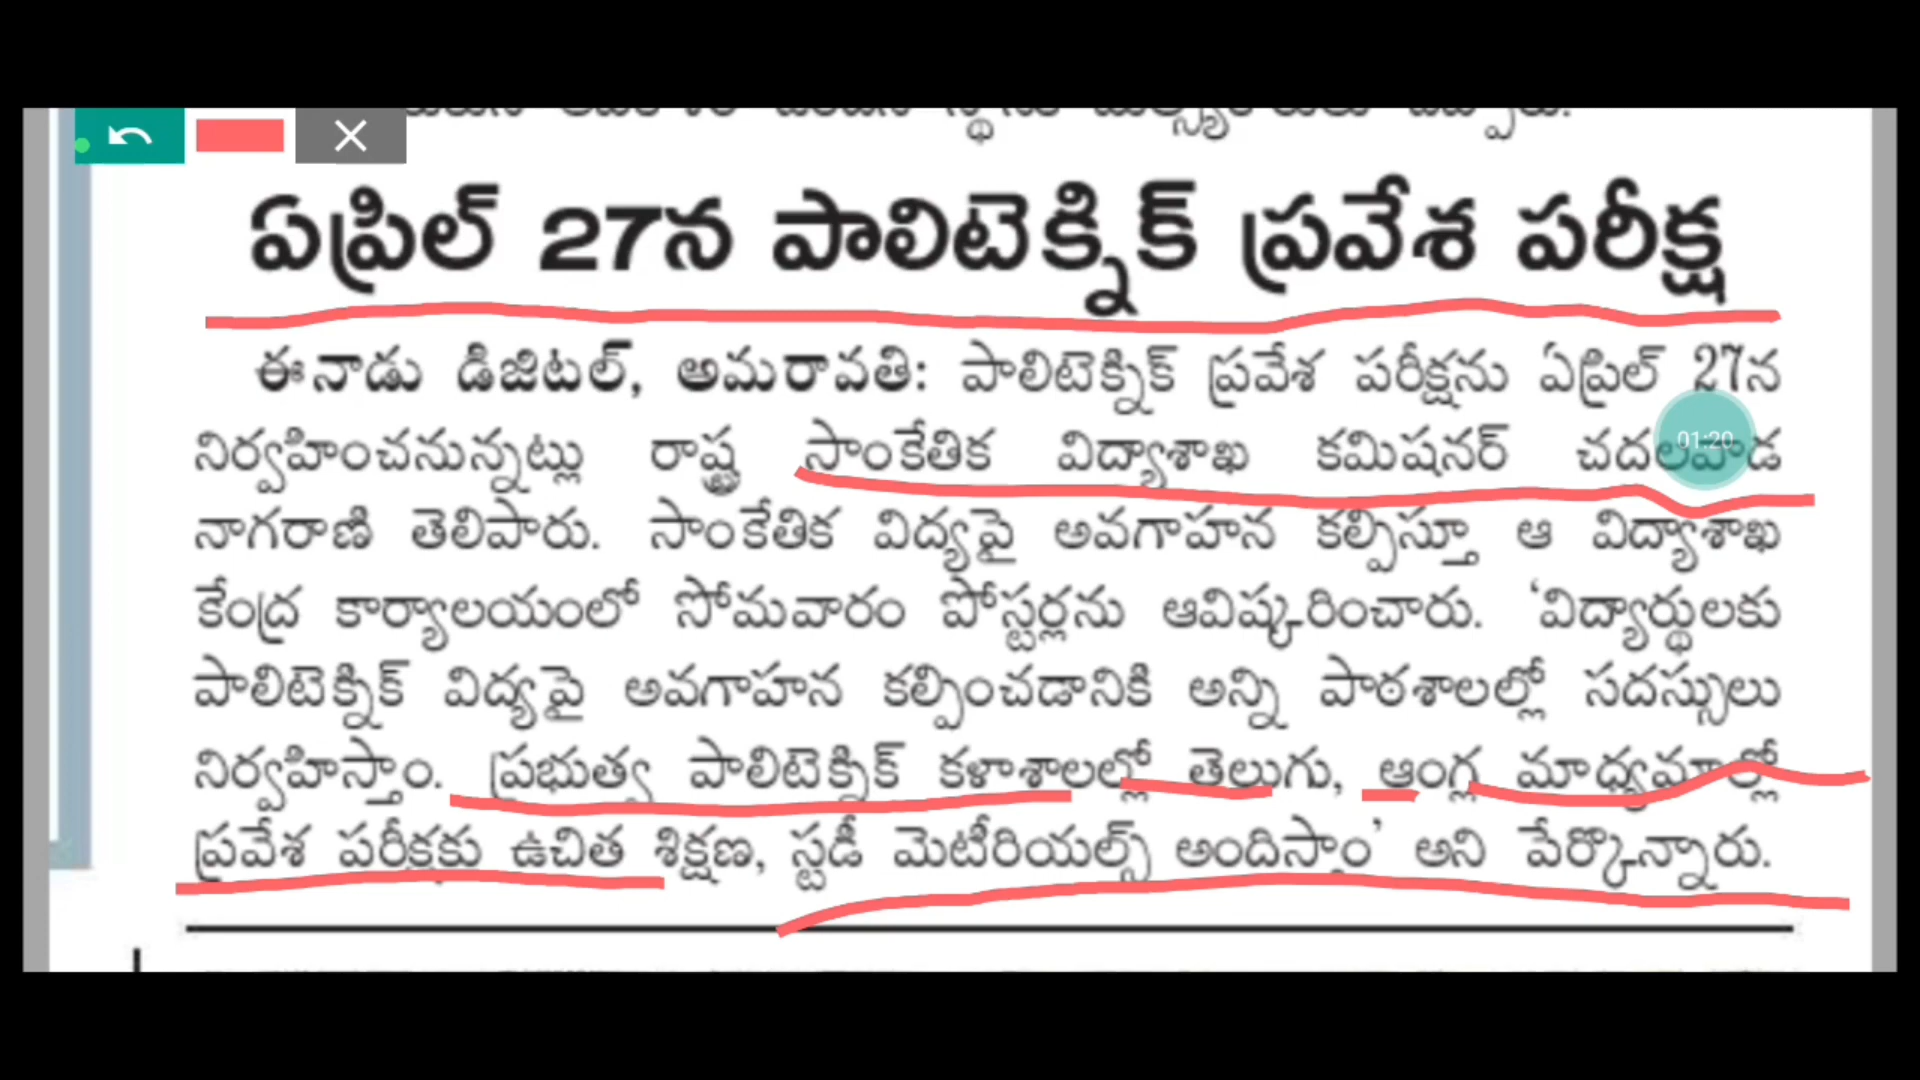 ఏప్రిల్ 27న పాలిటెక్నిక్ ప్రవేశ పరీక్ష
ఈనాడు డిజిటల్, అమరావతి: పాలిటెక్నిక్ ప్రవేశ పరీక్షను ఏప్రిల్ 27న
నిర్వహించనున్నట్లు రాష్ట్ర సాంకేతిక విద్యాశాఖ కమిషనర్ చదలవాడ
01:20
నాగరాణి తెలిపారు. సాంకేతిక విద్యపై అవగాహన కల్పిస్తూ ఆ విద్యాశాఖ
కేంద్ర కార్యాలయంలో సోమవారం పోస్టర్లను ఆవిష్కరించారు. ‘విద్యార్థులకు
పాలిటెక్నిక్ విద్యపై అవగాహన కల్పించడానికి అన్ని పాఠశాలల్లో సదస్సులు
నిర్వహిస్తాం. ప్రభుత్వ పాలిటెక్నిక్ కళాశాలల్లో తెలుగు, ఆంగ్ల మాధ్యమాల్లో
ప్రవేశ పరీక్షకు ఉచిత శిక్షణ, స్టడీ మెటీరియల్స్ అందిస్తాం’ అని పేర్కొన్నారు.